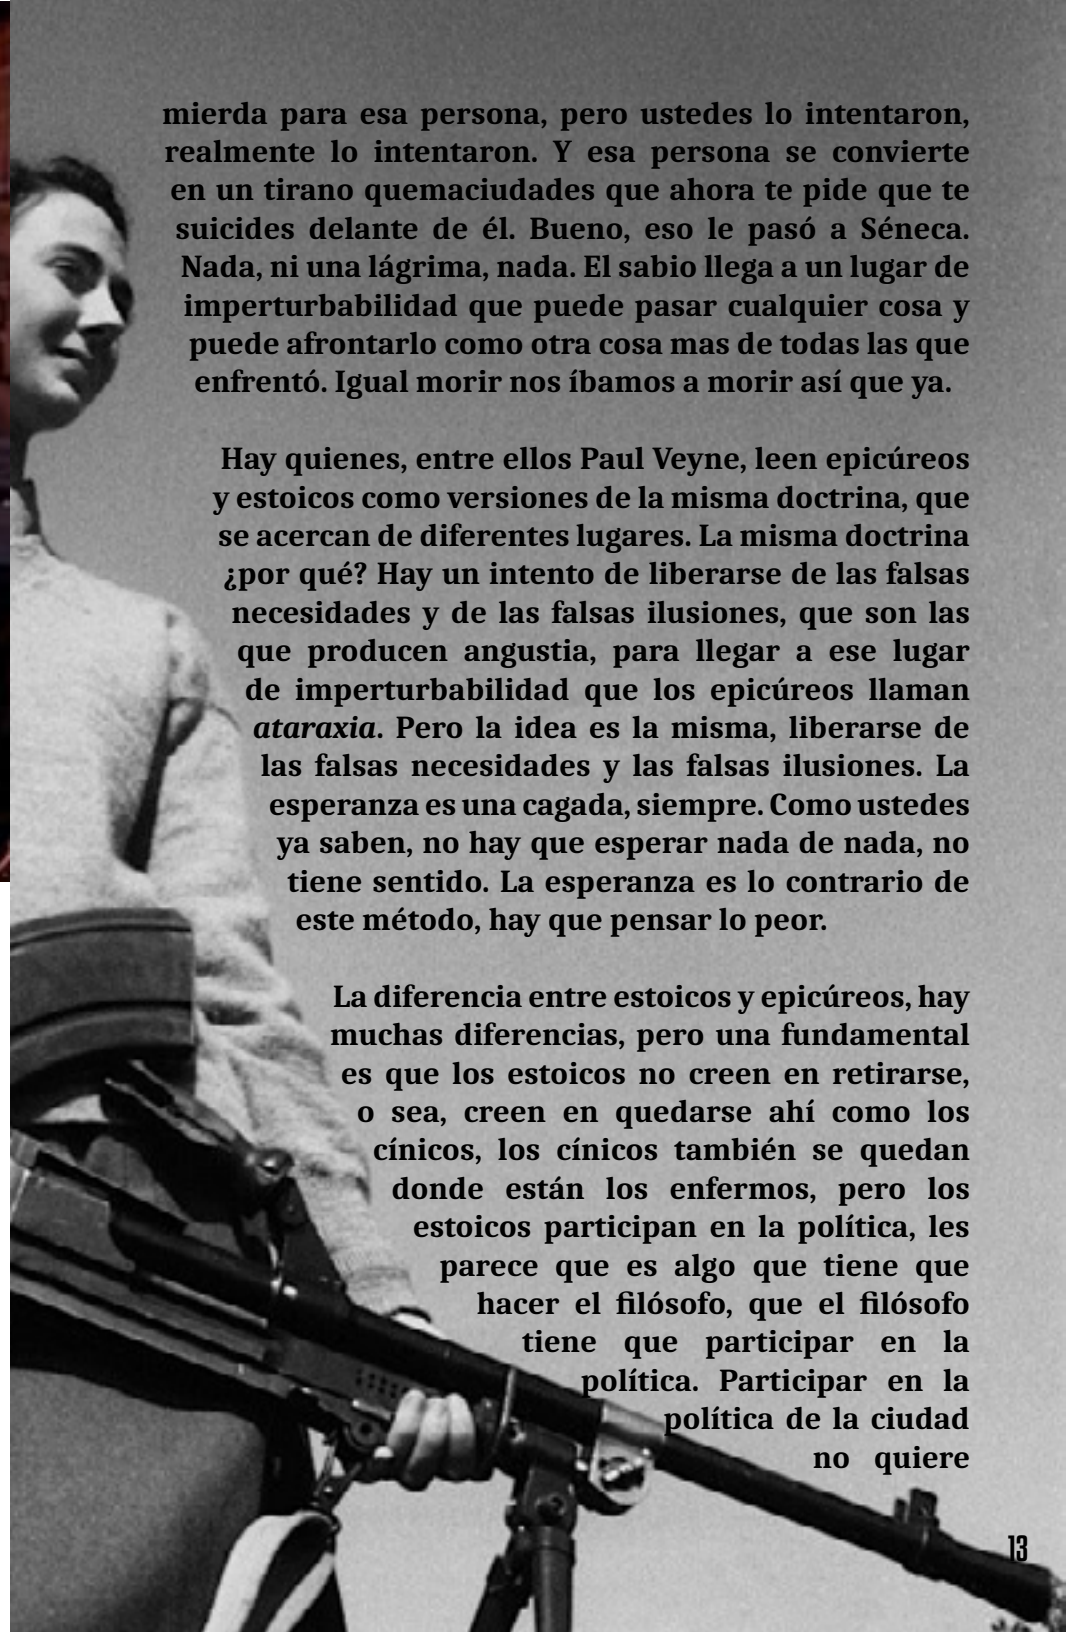 mierda para esa persona, pero ustedes lo intentaron,
realmente lo intentaron. Y esa persona se convierte
en un tirano quemaciudades que ahora te pide que te
suicides delante de él. Bueno, eso le pasó a Séneca.
Nada, ni una lágrima, nada. El sabio llega a un lugar de
imperturbabilidad que puede pasar cualquier cosa y
puede afrontarlo como otra cosa mas de todas las que
enfrentó. Igual morir nos íbamos a morir así que ya.
Hay quienes, entre ellos Paul Veyne, leen epicúreos
y estoicos como versiones de la misma doctrina, que
se acercan de diferentes lugares. La misma doctrina
¿por qué? Hay un intento de liberarse de las falsas
necesidades y de las falsas ilusiones, que son las
que producen angustia, para llegar a ese lugar
de imperturbabilidad que los epicúreos llaman
ataraxia. Pero la idea es la misma, liberarse de
las falsas necesidades y las falsas ilusiones. La
esperanza es una cagada, siempre. Como ustedes
ya saben, no hay que esperar nada de nada, no
tiene sentido. La esperanza es lo contrario de
este método, hay que pensar lo peor.
La diferencia entre estoicos y epicúreos, hay
muchas diferencias, pero una fundamental
es que los estoicos no creen en retirarse,
o sea, creen en quedarse ahí como los
cínicos, los cínicos también se quedan
donde están los enfermos, pero los
estoicos participan en la política, les
parece que es algo que tiene que
hacer el filósofo, que el filósofo
tiene que participar en la
política. Participar en la
política de la ciudad
no quiere
13